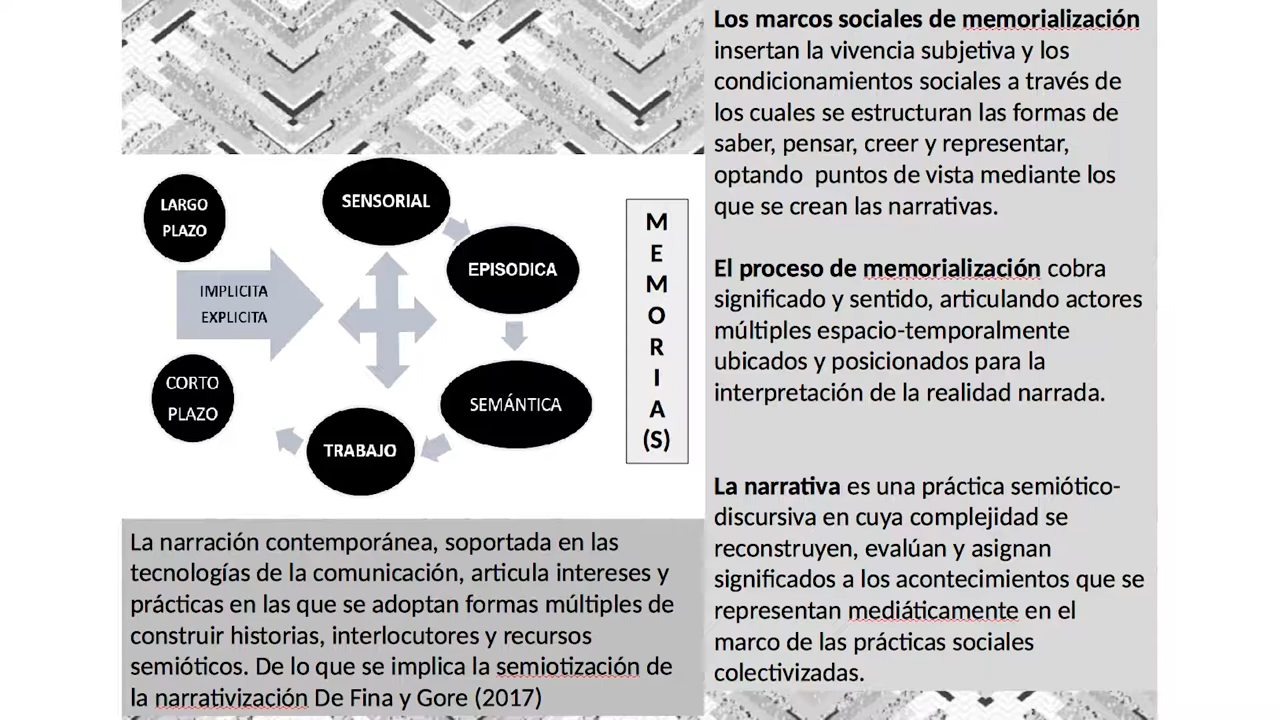 LARGO
PLAZO
IMPLICITA
EXPLICITA
CORTO
PLAZO
SENSORIAL
EPISODICA
SEMÁNTICA
TRABAJO
M
E
M
O
R
I
A
(S)
La narración contemporánea, soportada en las
tecnologías de la comunicación, articula intereses y
prácticas en las que se adoptan formas múltiples de
construir historias, interlocutores y recursos
semióticos. De lo que se implica la semiotización de
la narrativización De Fina y Gore (2017)
Los marcos sociales de memorialización
insertan la vivencia subjetiva y los
condicionamientos sociales a través de
los cuales se estructuran las formas de
saber, pensar, creer y representar,
optando  puntos de vista mediante los
que se crean las narrativas.
El proceso de memorialización cobra
significado y sentido, articulando actores
múltiples espacio-temporalmente
ubicados y posicionados para la
interpretación de la realidad narrada.
La narrativa es una práctica semiótico-
discursiva en cuya complejidad se
reconstruyen, evalúan y asignan
significados a los acontecimientos que se
representan mediáticamente en el
marco de las prácticas sociales
colectivizadas.